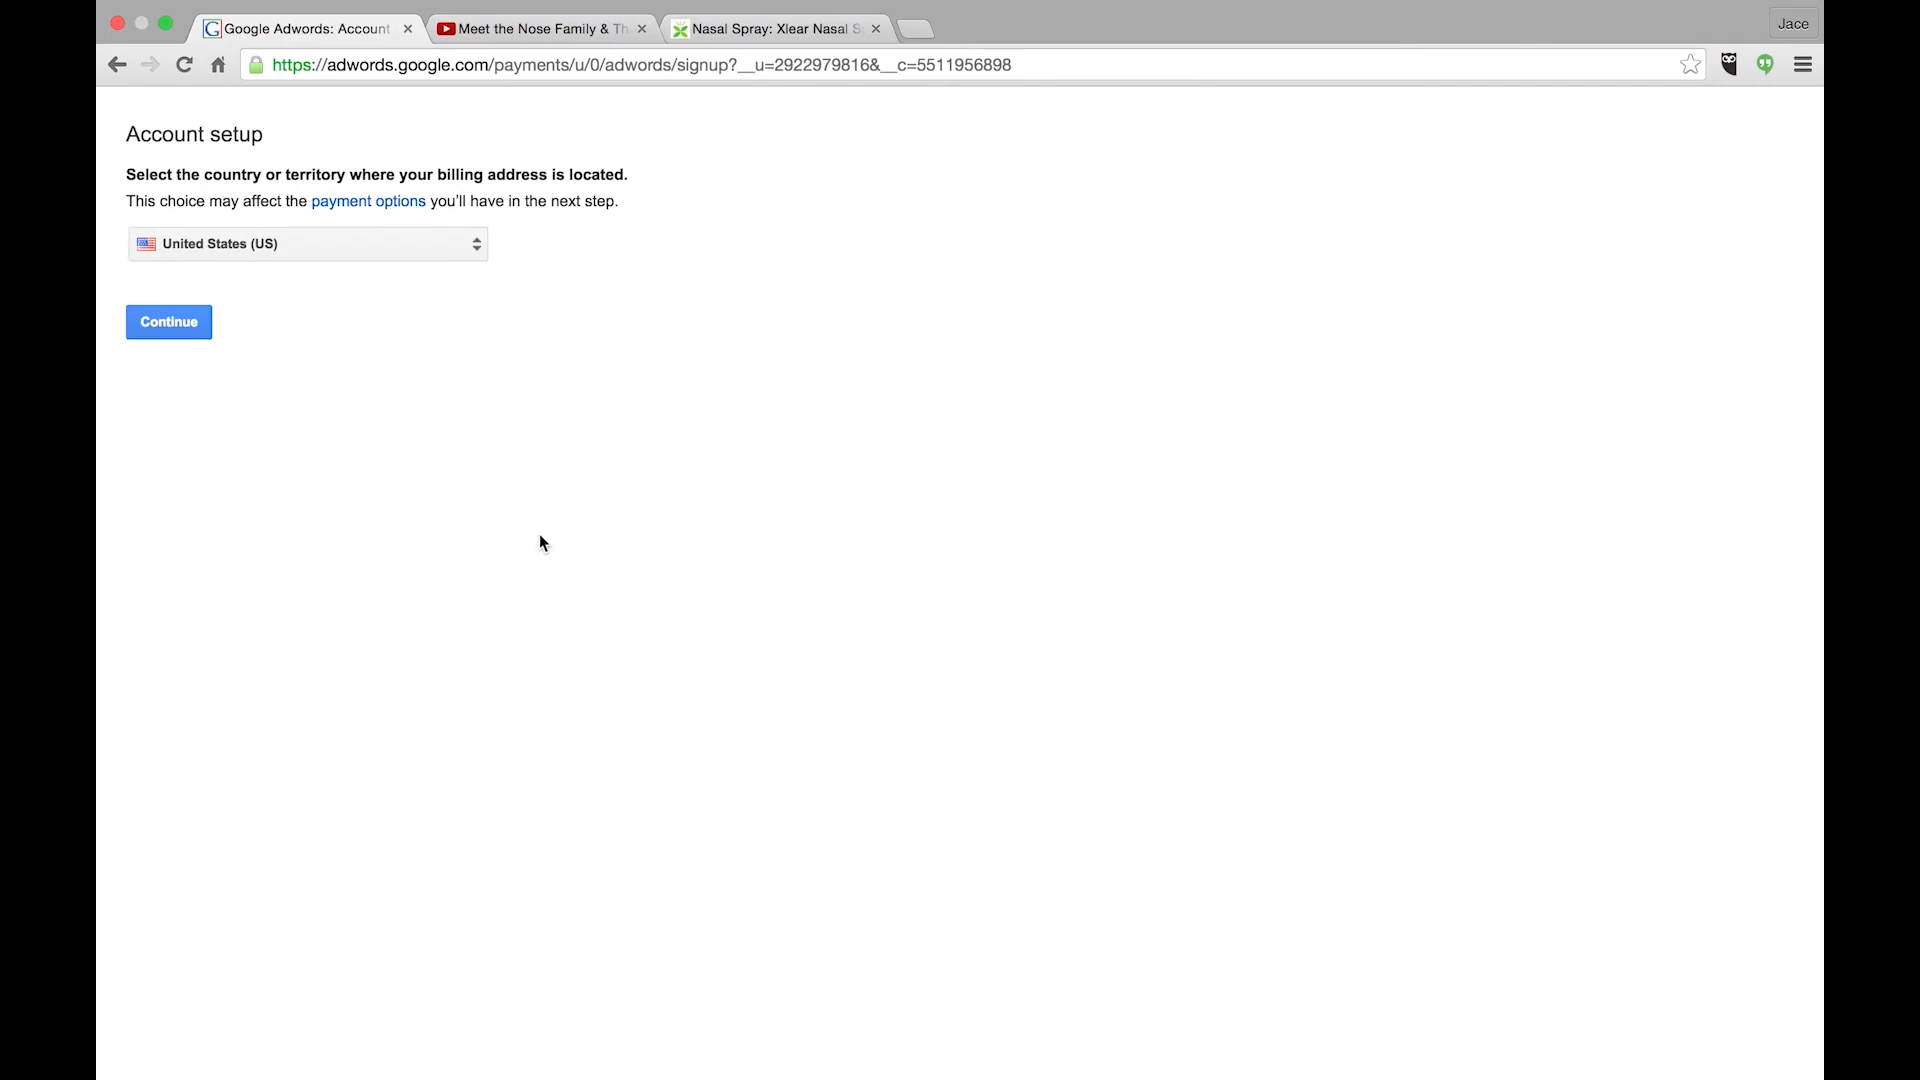 Google Adwords: Account
Meet the Nose Family & Th
Nasal Spray: Xlear Nasal S
Jace
https://adwords.google.com/payments/u/0/adwords/signup?__u=2922979816&__c=5511956898
Account setup
Select the country or territory where your billing address is located.
This choice may affect the payment options you'll have in the next step.
United States (US)
Continue